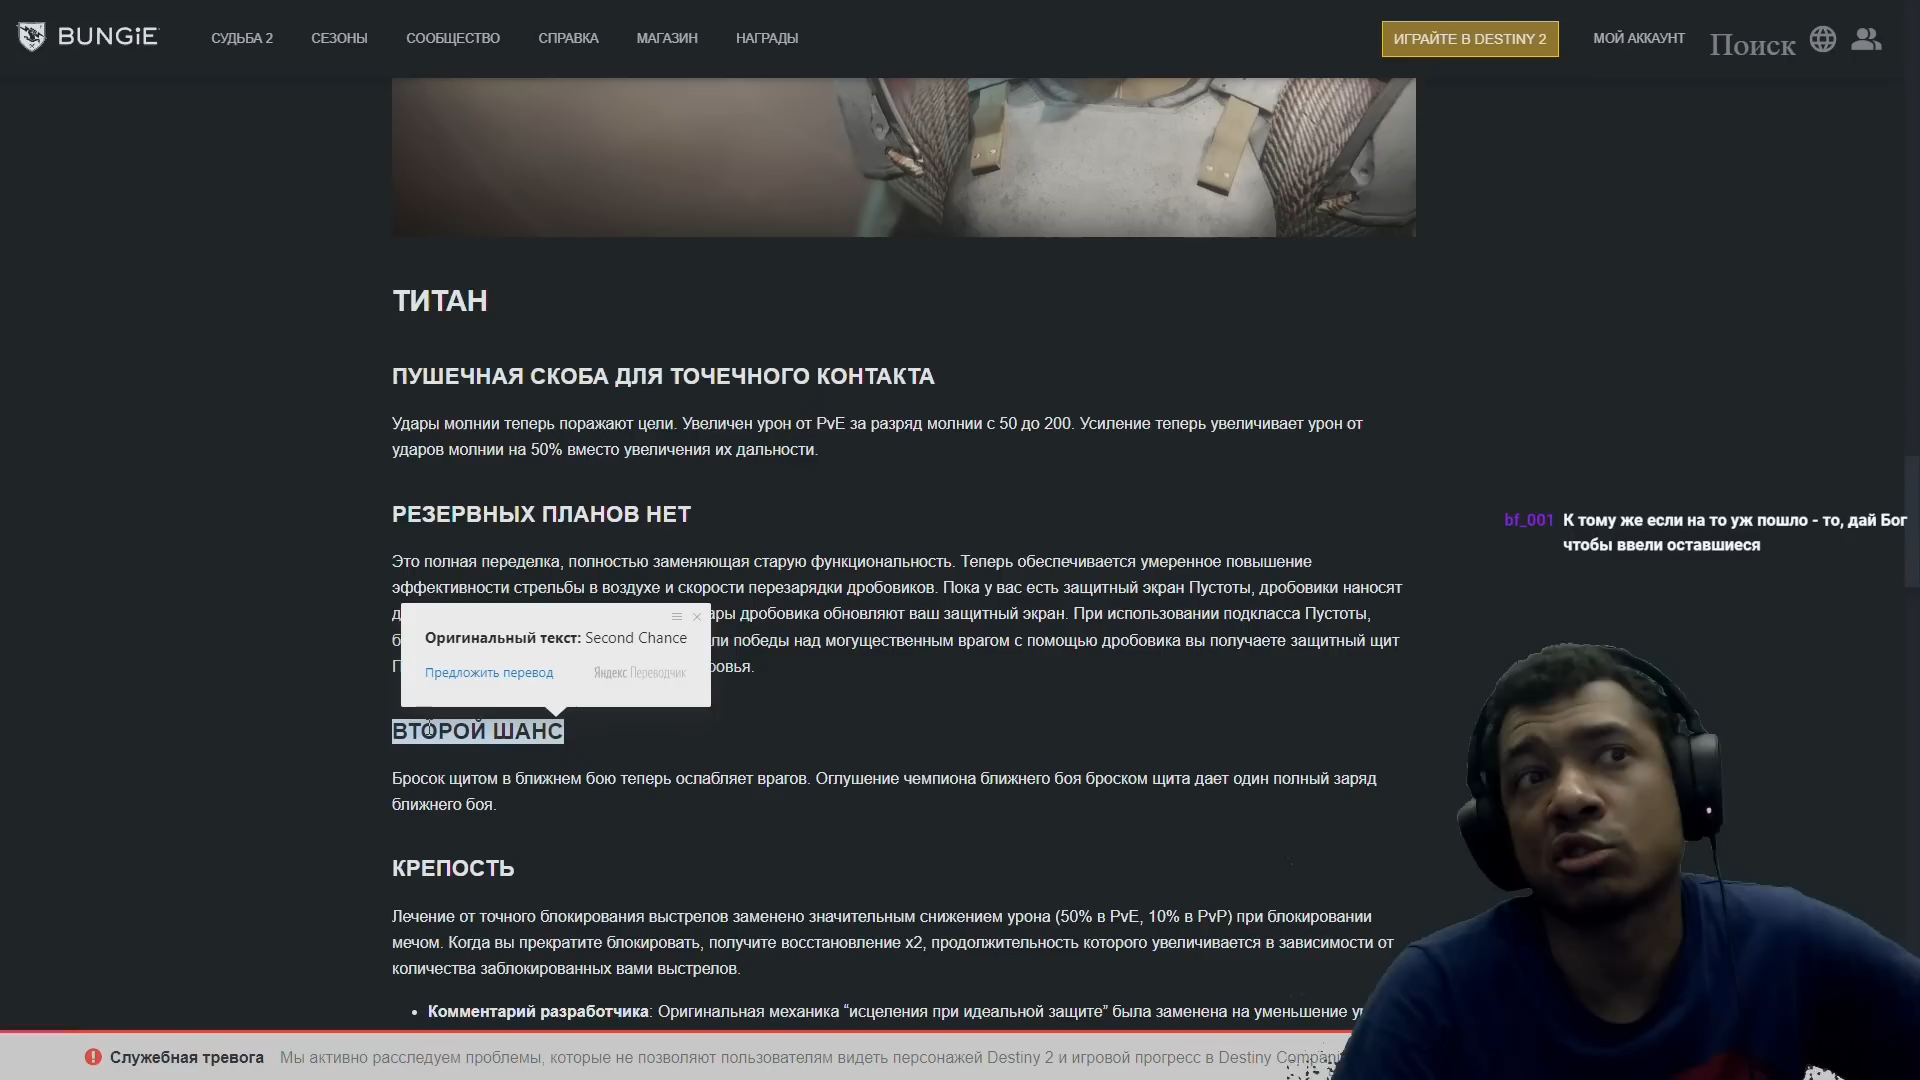 BUNGiE
СУДЬБА 2 СЕЗОНЫ СООБЩЕСТВО СПРАВКА МАГАЗИН НАГРАДЫ
ИГРАЙТЕ В DESTINY 2 МОЙ АККАУНТ Поиск
ТИТАН
ПУШЕЧНАЯ СКОБА ДЛЯ ТОЧЕЧНОГО КОНТАКТА
Удары молнии теперь поражают цели. Увеличен урон от PvE за разряд молнии с 50 до 200. Усиление теперь увеличивает урон от
ударов молнии на 50% вместо увеличения их дальности.
РЕЗЕРВНЫХ ПЛАНОВ НЕТ
Это полная переделка, полностью заменяющая старую функциональность. Теперь обеспечивается умеренное повышение
эффективности стрельбы в воздухе и скорости перезарядки дробовиков. Пока у вас есть защитный экран Пустоты, дробовики наносят
ары дробовика обновляют ваш защитный экран. При использовании подкласса Пустоты,
ли победы над могущественным врагом с помощью дробовика вы получаете защитный щит
ровья.
Оригинальный текст: Second Chance
Предложить перевод Яндекс Переводчик
ВТОРОЙ ШАНС
Бросок щитом в ближнем бою теперь ослабляет врагов. Оглушение чемпиона ближнего боя броском щита дает один полный заряд
ближнего боя.
КРЕПОСТЬ
Лечение от точного блокирования выстрелов заменено значительным снижением урона (50% в PvE, 10% в PvP) при блокировании
мечом. Когда вы прекратите блокировать, получите восстановление x2, продолжительность которого увеличивается в зависимости от
количества заблокированных вами выстрелов.
• Комментарий разработчика: Оригинальная механика “исцеления при идеальной защите” была заменена на уменьшение
Служебная тревога Мы активно расследуем проблемы, которые не позволяют пользователям видеть персонажей Destiny 2 и игровой прогресс в Destiny
bf_001 К тому же если на то уж пошло - то, дай Бог
чтобы ввели оставшиеся